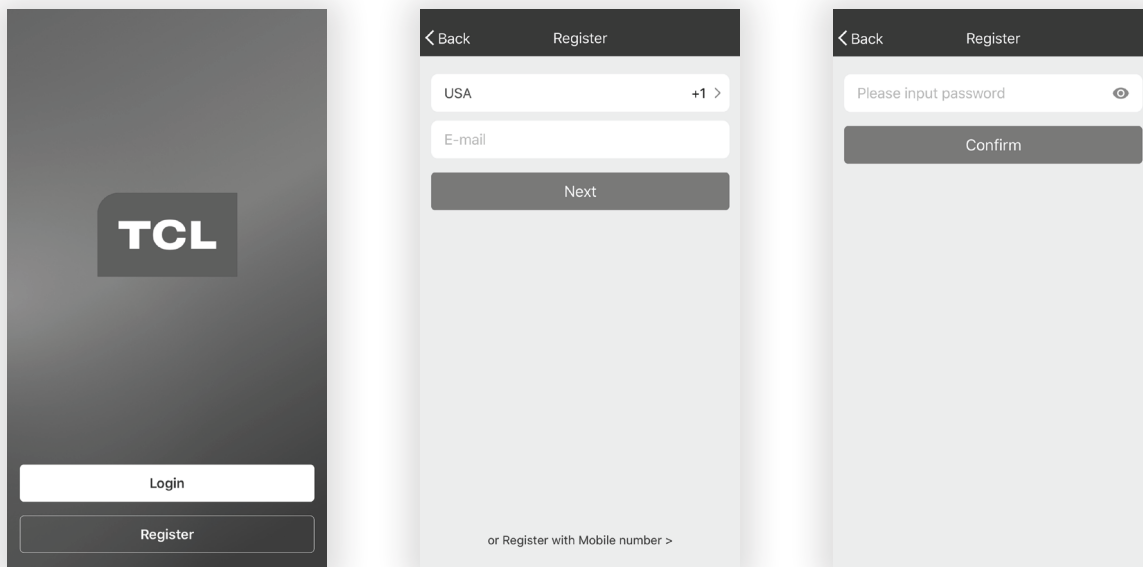 TCL
Login
Register
Back Register
USA +1 >
E-mail
Next
or Register with Mobile number >
Back Register
Please input password
Confirm